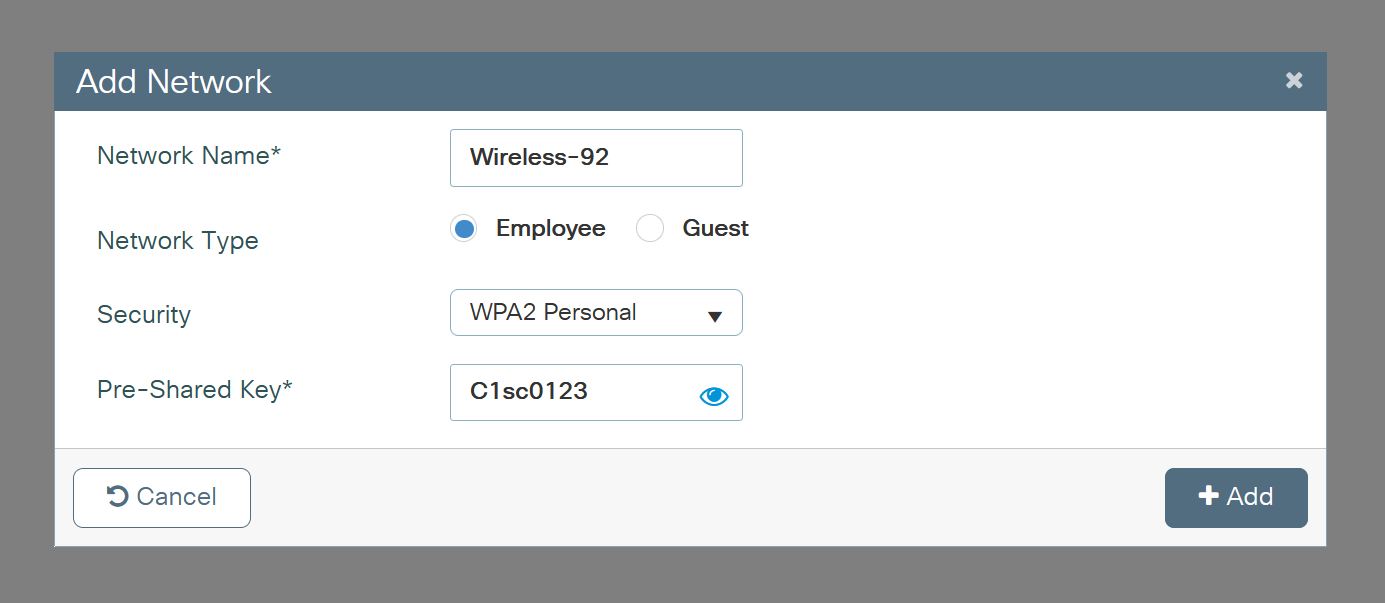 Add Network
Network Name* Wireless-92
Network Type Employee Guest
Security WPA2 Personal
Pre-Shared Key* C1sc0123
Cancel Add